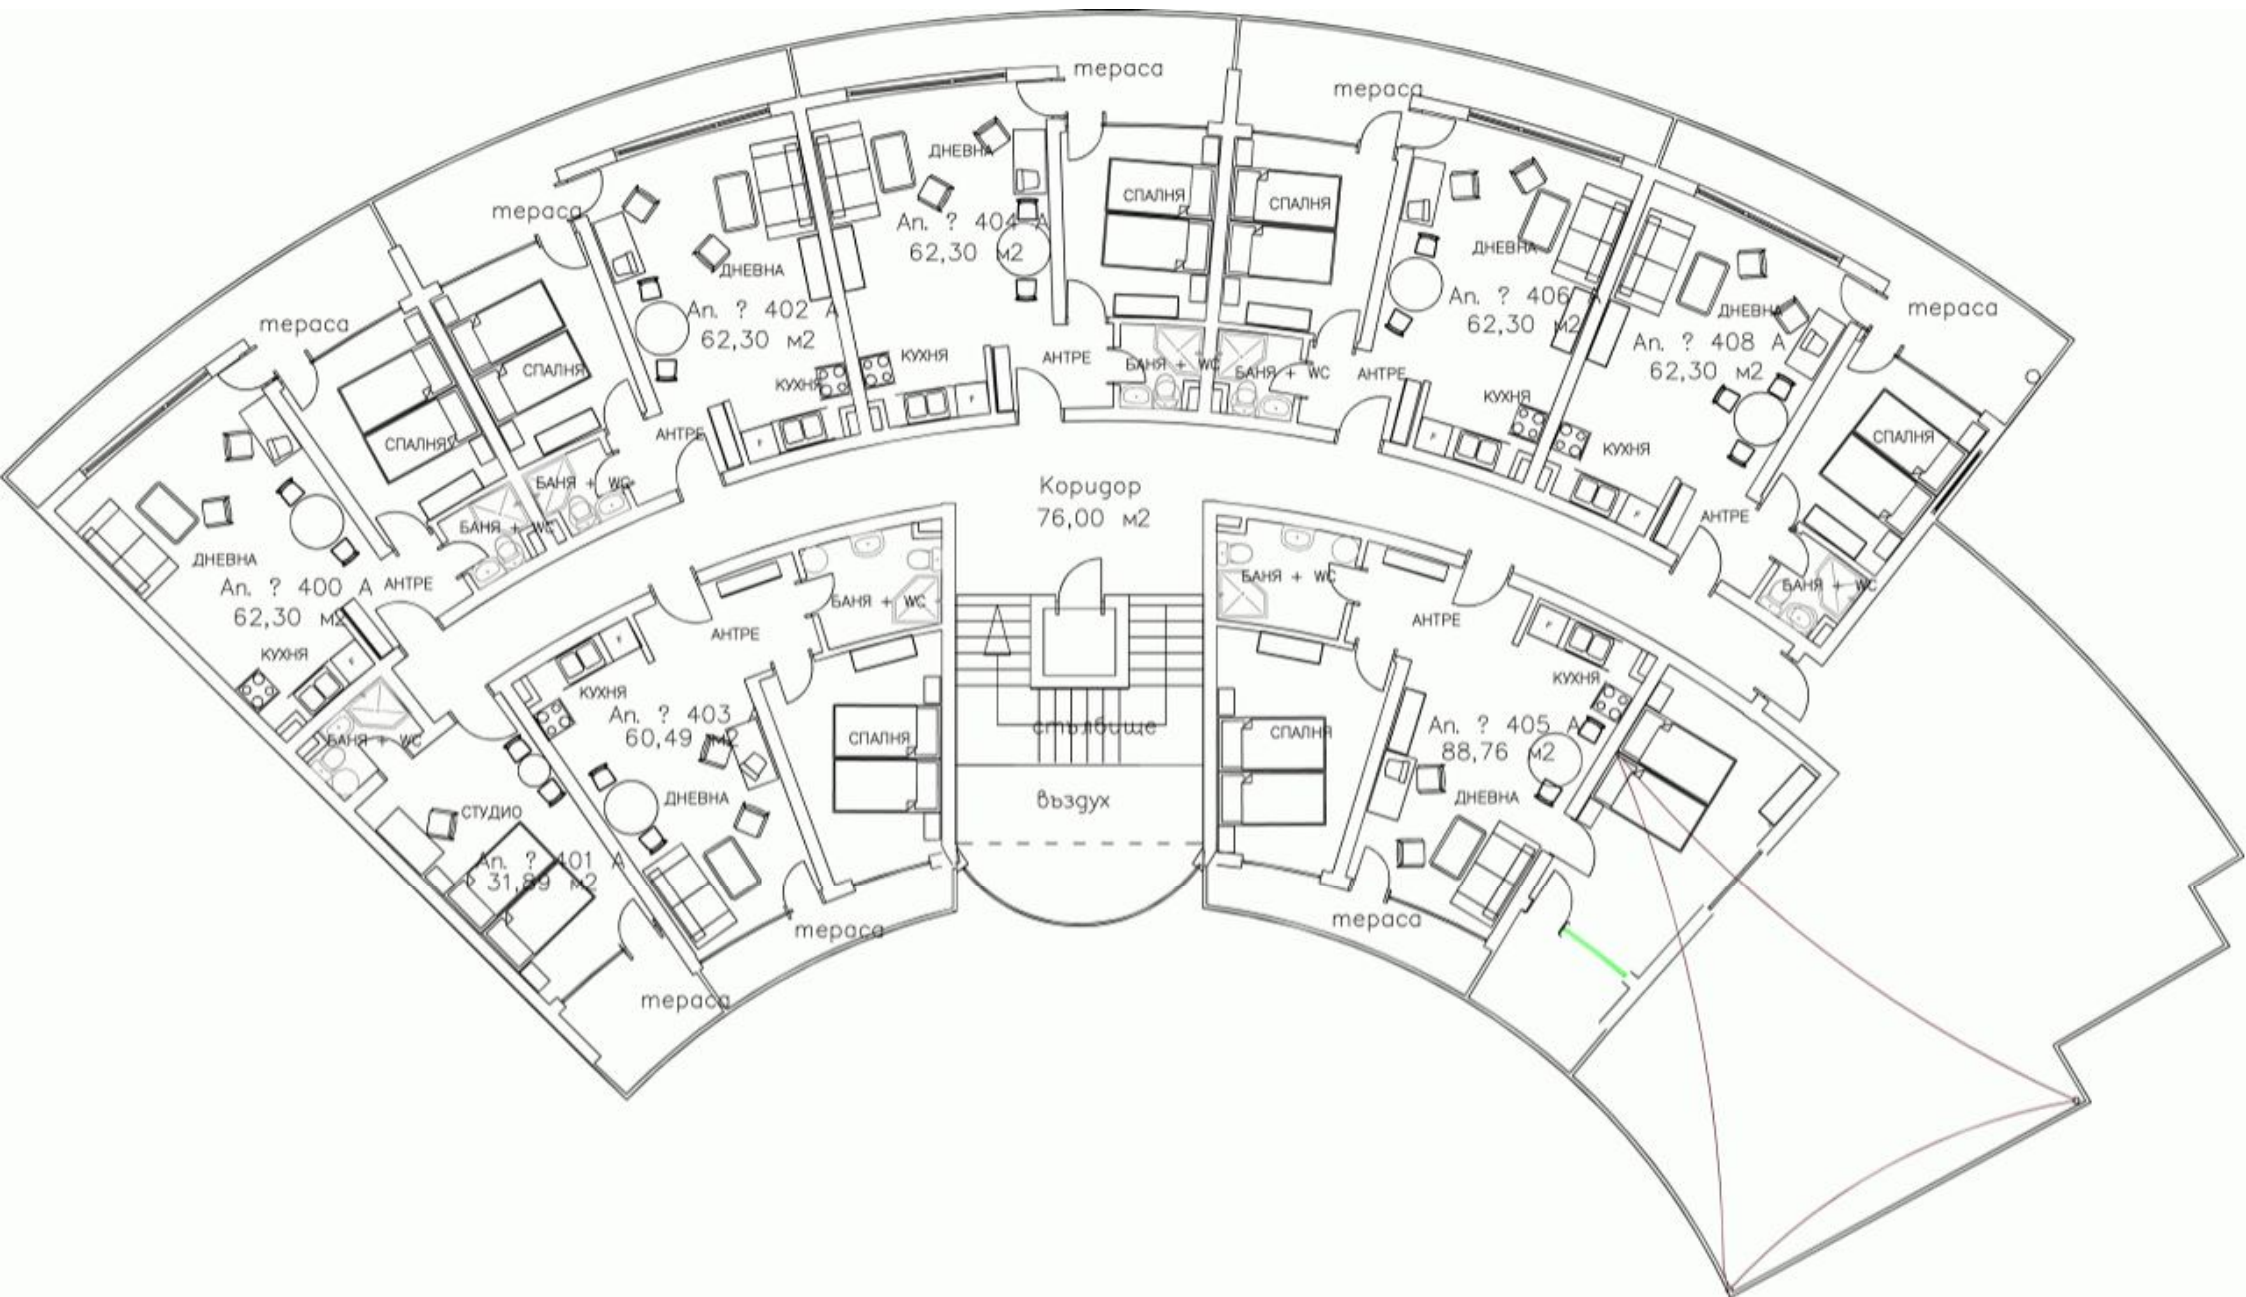 тераса
ДНЕВНА
Ап. ? 400 А
62,30 м2
КУХНЯ
АНТРЕ
СПАЛНЯ
БАНЯ + WC
тераса
СПАЛНЯ
БАНЯ + WC
АНТРЕ
ДНЕВНА
Ап. ? 402 А
62,30 м2
КУХНЯ
тераса
ДНЕВНА
Ап. ? 404 А
62,30 м2
КУХНЯ
АНТРЕ
СПАЛНЯ
БАНЯ + WC
тераса
СПАЛНЯ
БАНЯ + WC
АНТРЕ
ДНЕВНА
Ап. ? 406 А
62,30 м2
КУХНЯ
тераса
ДНЕВНА
Ап. ? 408 А
62,30 м2
КУХНЯ
АНТРЕ
СПАЛНЯ
БАНЯ + WC
Коридор
76,00 м2
БАНЯ + WC
СТУДИО
Ап. ? 401 А
31,89 м2
тераса
АНТРЕ
БАНЯ + WC
КУХНЯ
Ап. ? 403
60,49 м2
ДНЕВНА
СПАЛНЯ
тераса
стълбище
въздух
БАНЯ + WC
АНТРЕ
СПАЛНЯ
КУХНЯ
Ап. ? 405 А
88,76 м2
ДНЕВНА
тераса